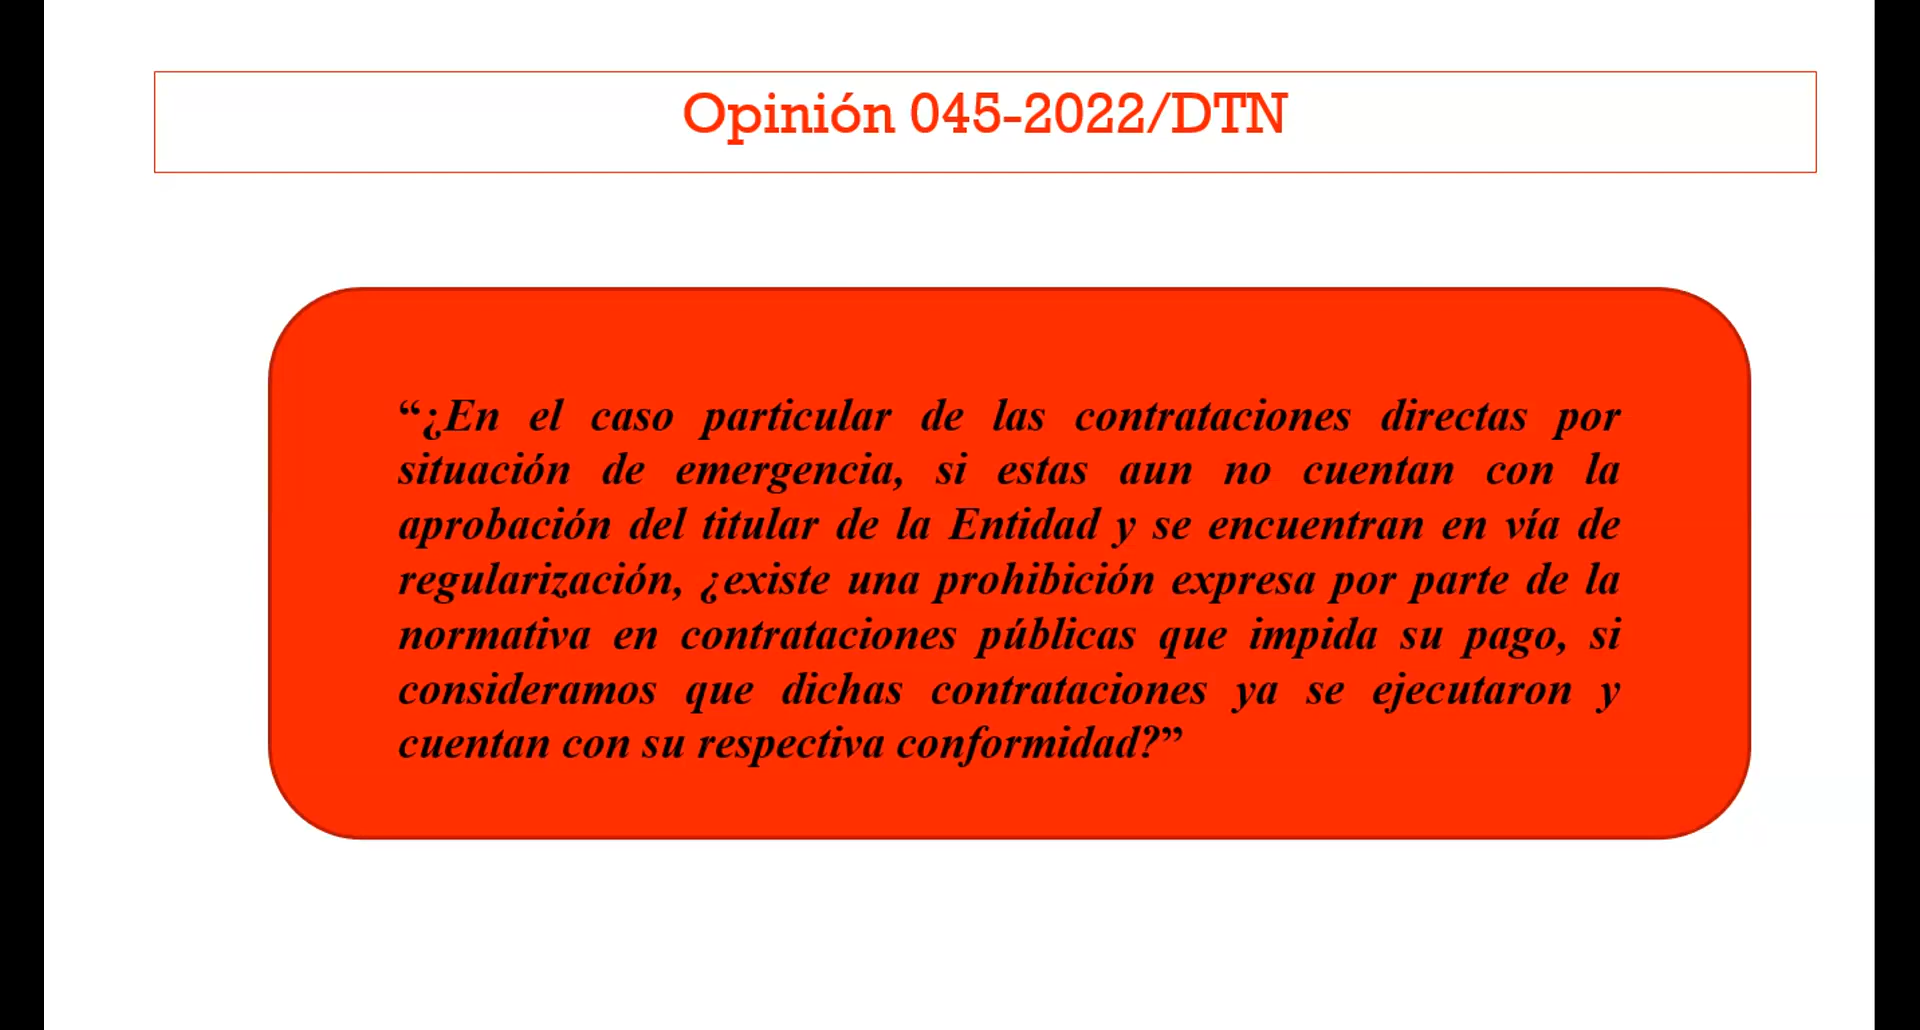 Opinión 045-2022/DTN
“¿En el caso particular de las contrataciones directas por
situación de emergencia, si estas aun no cuentan con la
aprobación del titular de la Entidad y se encuentran en vía de
regularización, ¿existe una prohibición expresa por parte de la
normativa en contrataciones públicas que impida su pago, si
consideramos que dichas contrataciones ya se ejecutaron y
cuentan con su respectiva conformidad?”